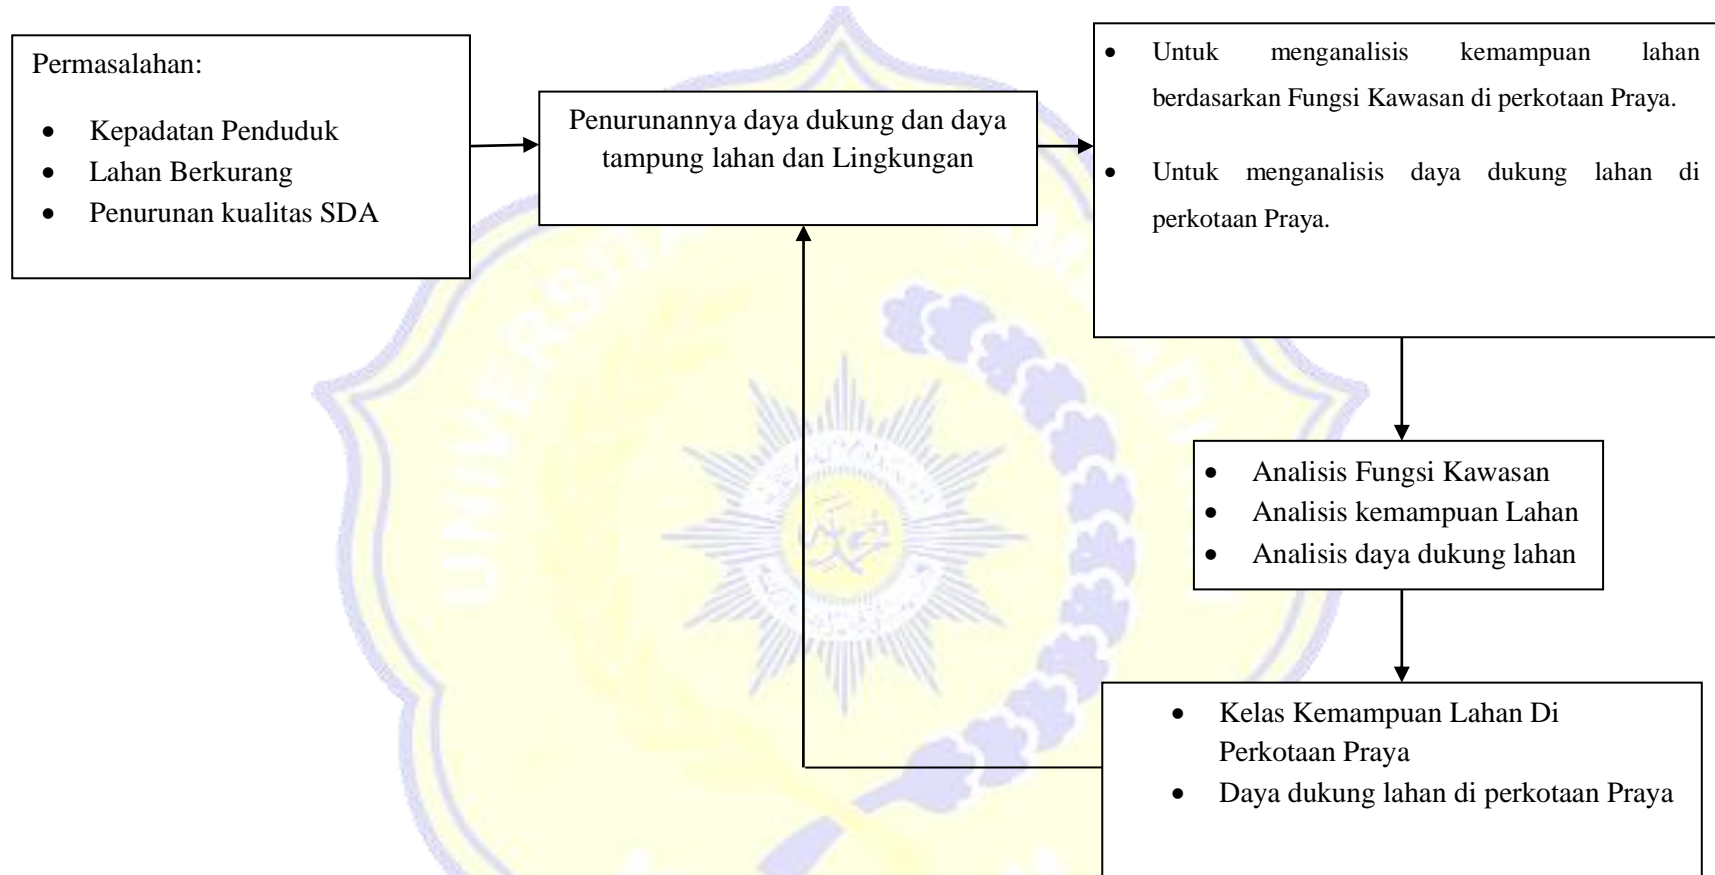 Permasalahan:
• Kepadatan Penduduk
• Lahan Berkurang
• Penurunan kualitas SDA
Penurunannya daya dukung dan daya
tampung lahan dan Lingkungan
• Untuk menganalisis kemampuan lahan
berdasarkan Fungsi Kawasan di perkotaan Praya.
• Untuk menganalisis daya dukung lahan di
perkotaan Praya.
• Analisis Fungsi Kawasan
• Analisis kemampuan Lahan
• Analisis daya dukung lahan
• Kelas Kemampuan Lahan Di
Perkotaan Praya
• Daya dukung lahan di perkotaan Praya